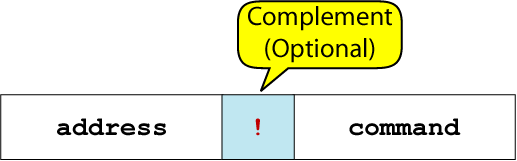 Complement
(Optional)
address ! command